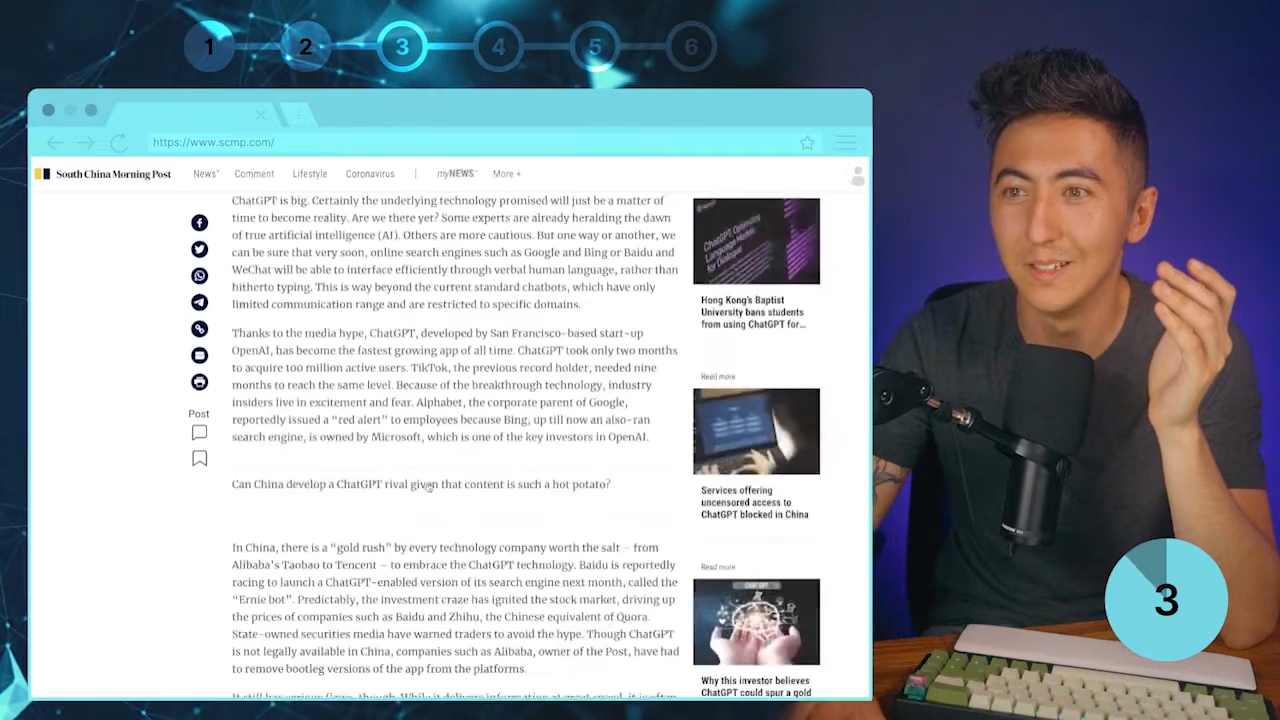 1
2
3
4
5
6
https://www.scmp.com/
South China Morning Post
News
Comment
Lifestyle
Coronavirus
myNEWS
More +
ChatGPT is big. Certainly the underlying technology promised will just be a matter of
time to become reality. Are we there yet? Some experts are already heralding the dawn
of true artificial intelligence (AI). Others are more cautious. But one way or another, we
can be sure that very soon, online search engines such as Google and Bing or Baidu and
WeChat will be able to interface efficiently through verbal human language, rather than
hitherto typing. This is way beyond the current standard chatbots, which have only
limited communication range and are restricted to specific domains.
Thanks to the media hype, ChatGPT, developed by San Francisco-based start-up
OpenAI, has become the fastest growing app of all time. ChatGPT took only two months
to acquire 100 million active users. TikTok, the previous record holder, needed nine
months to reach the same level. Because of the breakthrough technology, industry
insiders live in excitement and fear. Alphabet, the corporate parent of Google,
reportedly issued a “red alert” to employees because Bing, up till now an also-ran
search engine, is owned by Microsoft, which is one of the key investors in OpenAI.
Post
Can China develop a ChatGPT rival given that content is such a hot potato?
In China, there is a “gold rush” by every technology company worth the salt – from
Alibaba’s Taobao to Tencent – to embrace the ChatGPT technology. Baidu is reportedly
racing to launch a ChatGPT-enabled version of its search engine next month, called the
“Ernie bot”. Predictably, the investment craze has ignited the stock market, driving up
the prices of companies such as Baidu and Zhihu, the Chinese equivalent of Quora.
State-owned securities media have warned traders to avoid the hype. Though ChatGPT
is not legally available in China, companies such as Alibaba, owner of the Post, have had
to remove bootleg versions of the app from the platforms.
ChatGPT: Optimizing
Language Models
for Dialogue
Hong Kong’s Baptist
University bans students
from using ChatGPT for...
Read more
Services offering
uncensored access to
ChatGPT blocked in China
Read more
CHAT GPT
Why this investor believes
ChatGPT could spur a gold
3